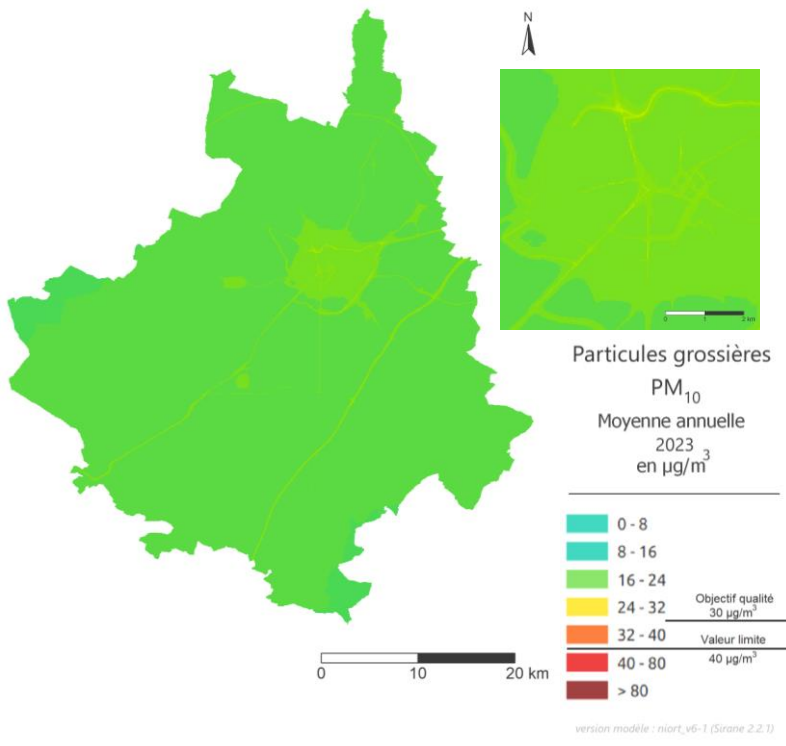 N
0 1 2 km
Particules grossières
PM10
Moyenne annuelle
2023
en µg/m3
0 - 8
8 - 16
16 - 24
24 - 32
Objectif qualité
30 µg/m3
32 - 40
Valeur limite
40 - 80
40 µg/m3
> 80
0 10 20 km
version modèle : niort_v6-1 (Sirane 2.2.1)